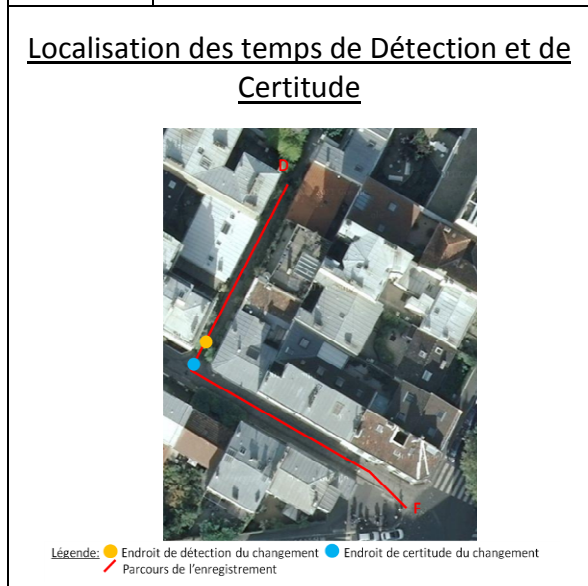 Localisation des temps de Détection et de
Certitude
D
F
Légende: Endroit de détection du changement Endroit de certitude du changement
Parcours de l'enregistrement